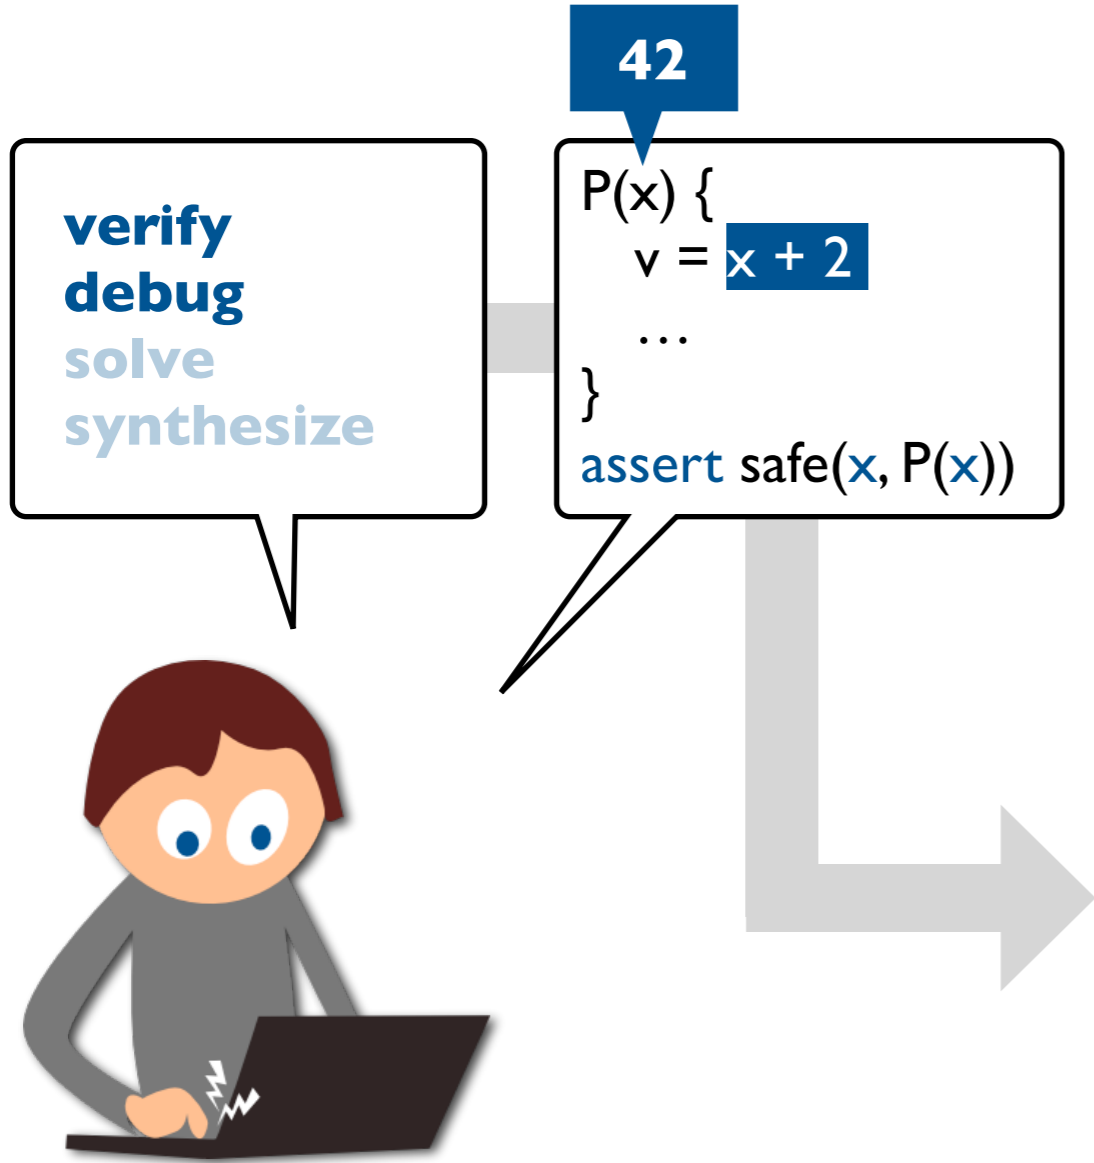 42
verify
debug
solve
synthesize
P(x) {
v = x + 2
...
}
assert safe(x, P(x))